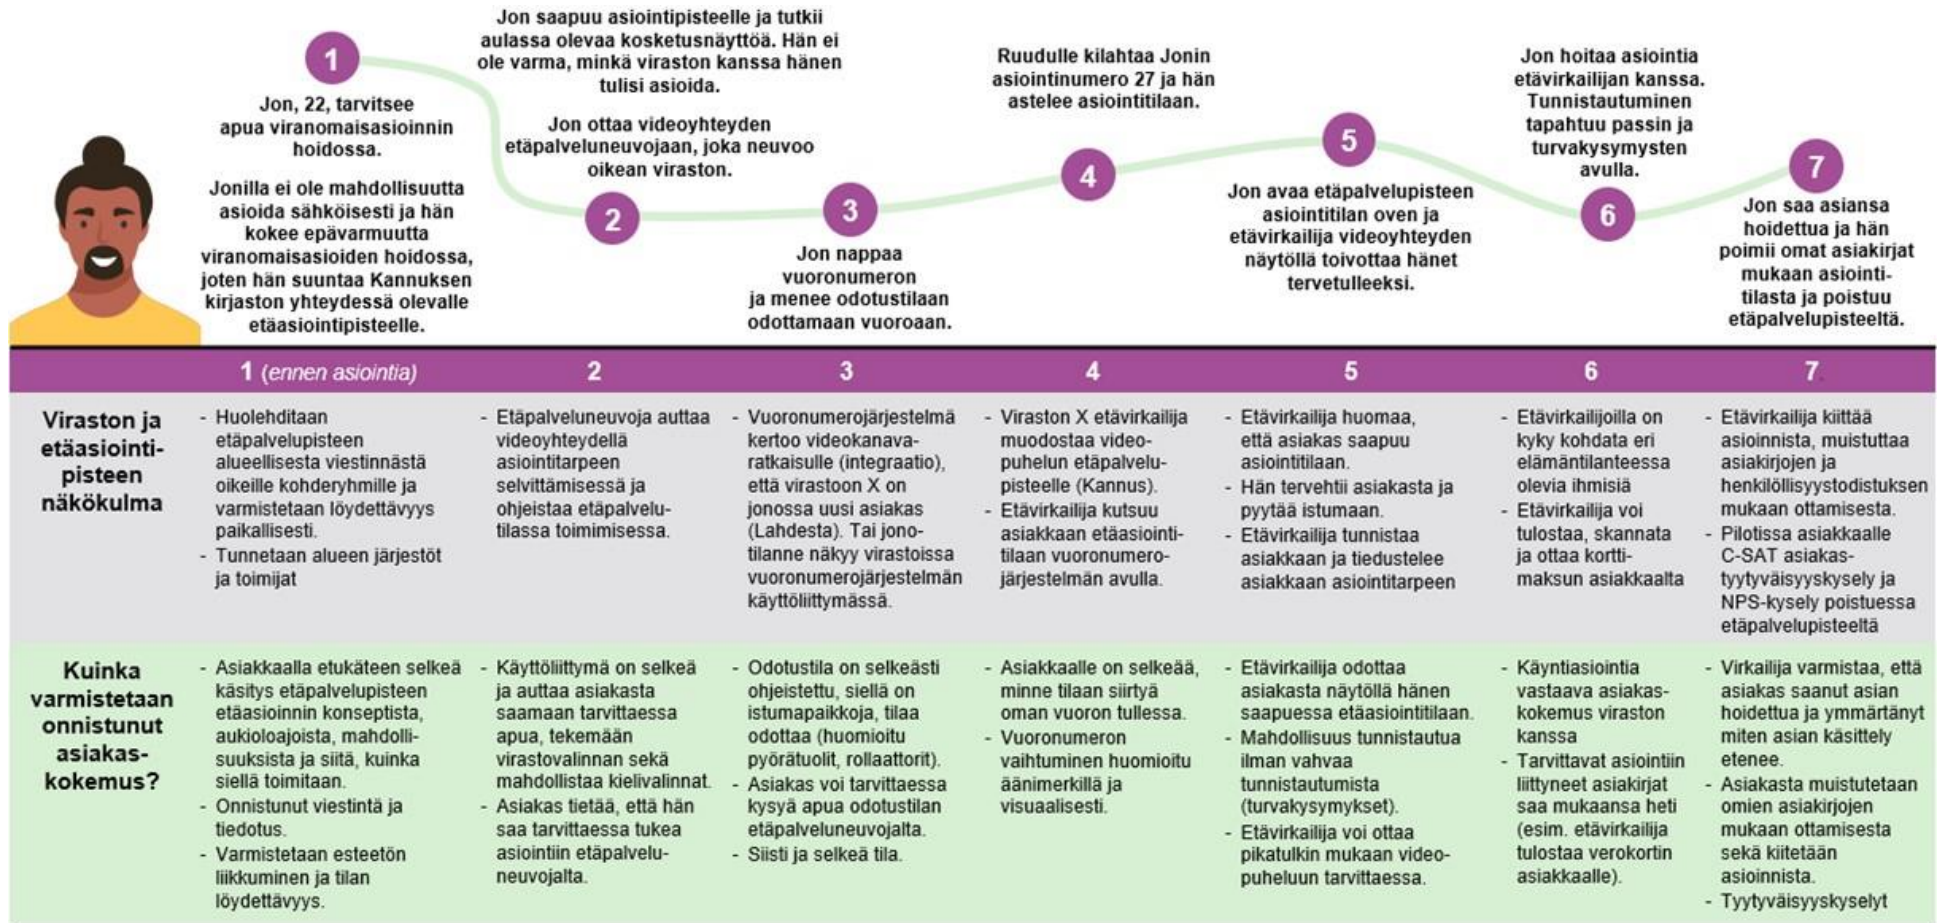 1
Jon, 22, tarvitsee
apua viranomaisasioinnin
hoidossa.
Jonilla ei ole mahdollisuutta
asioida sähköisesti ja hän
kokee epävarmuutta
viranomaisasioiden hoidossa,
joten hän suuntaa Kannuksen
kirjaston yhteydessä olevalle
etäasiointipisteelle.
Jon saapuu asiointipisteelle ja tutkii
aulassa olevaa kosketusnäyttöä. Hän ei
ole varma, minkä viraston kanssa hänen
tulisi asioida.
Jon ottaa videoyhteyden
etäpalveluneuvojaan, joka neuvoo
oikean viraston.
2
3
Jon nappaa
vuoronumeron
ja menee odotustilaan
odottamaan vuoroaan.
Ruudulle kilahtaa Jonin
asiointinumero 27 ja hän
astelee asiointitilaan.
4
5
Jon avaa etäpalvelupisteen
asiointitilan oven ja
etävirkailija videoyhteyden
näytöllä toivottaa hänet
tervetulleeksi.
Jon hoitaa asiointia
etävirkailijan kanssa.
Tunnistautuminen
tapahtuu passin ja
turvakysymysten
avulla.
6
7
Jon saa asiansa
hoidettua ja hän
poimii omat asiakirjat
mukaan asiointi-
tilasta ja poistuu
etäpalvelupisteeltä.
1 (ennen asiointia)
2
3
4
5
6
7.
Viraston ja
etäasiointi-
pisteen
näkökulma
- Huolehditaan
etäpalvelupisteen
alueellisesta viestinnästä
oikeille kohderyhmille ja
varmistetaan löydettävyys
paikallisesti.
- Tunnetaan alueen järjestöt
ja toimijat
- Etäpalveluneuvoja auttaa
videoyhteydellä
asiointitarpeen
selvittämisessä ja
ohjeistaa etäpalvelu-
tilassa toimimisessa.
- Vuoronumerojärjestelmä
kertoo videokanava-
ratkaisulle (integraatio),
että virastoon X on
jonossa uusi asiakas
(Lahdesta). Tai jono-
tilanne näkyy virastoissa
vuoronumerojärjestelmän
käyttöliittymässä.
- Viraston X etävirkailija
muodostaa video-
puhelun etäpalvelu-
pisteelle (Kannus).
- Etävirkailija kutsuu
asiakkaan etäasiointi-
tilaan vuoronumero-
järjestelmän avulla.
- Etävirkailija huomaa,
että asiakas saapuu
asiointitilaan.
- Hän tervehtii asiakasta ja
pyytää istumaan.
- Etävirkailija tunnistaa
asiakkaan ja tiedustelee
asiakkaan asiointitarpeen
- Etävirkailijoilla on
kyky kohdata eri
elämäntilanteessa
olevia ihmisiä
- Etävirkailija voi
tulostaa, skannata
ja ottaa kortti-
maksun asiakkaalta
- Etävirkailija kiittää
asioinnista, muistuttaa
asiakirjojen ja
henkilöllisyystodistuksen
mukaan ottamisesta.
- Pilotissa asiakkaalle
C-SAT asiakas-
tyytyväisyyskysely ja
NPS-kysely poistuessa
etäpalvelupisteeltä
Kuinka
varmistetaan
onnistunut
asiakas-
kokemus?
- Asiakkaalla etukäteen selkeä
käsitys etäpalvelupisteen
etäasioinnin konseptista,
aukioloajoista, mahdolli-
suuksista ja siitä, kuinka
siellä toimitaan.
- Onnistunut viestintä ja
tiedotus.
- Varmistetaan esteetön
liikkuminen ja tilan
löydettävyys.
- Käyttöliittymä on selkeä
ja auttaa asiakasta
saamaan tarvittaessa
apua, tekemään
virastovalinnan sekä
mahdollistaa kielivalinnat.
- Asiakas tietää, että hän
saa tarvittaessa tukea
asiointiin etäpalvelu-
neuvojalta.
- Odotustila on selkeästi
ohjeistettu, siellä on
istumapaikkoja, tilaa
odottaa (huomioitu
pyörätuolit, rollaattorit).
- Asiakas voi tarvittaessa
kysyä apua odotustilan
etäpalveluneuvojalta.
- Siisti ja selkeä tila.
- Asiakkaalle on selkeää,
minne tilaan siirtyä
oman vuoron tullessa.
- Vuoronumeron
vaihtuminen huomioitu
äänimerkillä ja
visuaalisesti.
- Etävirkailija odottaa
asiakasta näytöllä hänen
saapuessa etäasiointitilaan.
- Mahdollisuus tunnistautua
ilman vahvaa
tunnistautumista
(turvakysymykset).
- Etävirkailija voi ottaa
pikatulkin mukaan video-
puheluun tarvittaessa.
- Käyntiasiointia
vastaava asiakas-
kokemus viraston
kanssa
- Tarvittavat asiointiin
liittyneet asiakirjat
saa mukaansa heti
(esim. etävirkailija
tulostaa verokortin
asiakkaalle).
- Virkailija varmistaa, että
asiakas saanut asian
hoidettua ja ymmärtänyt
miten asian käsittely
etenee.
- Asiakasta muistutetaan
omien asiakirjojen
mukaan ottamisesta
sekä kiitetään
asioinnista.
- Tyytyväisyyskyselyt